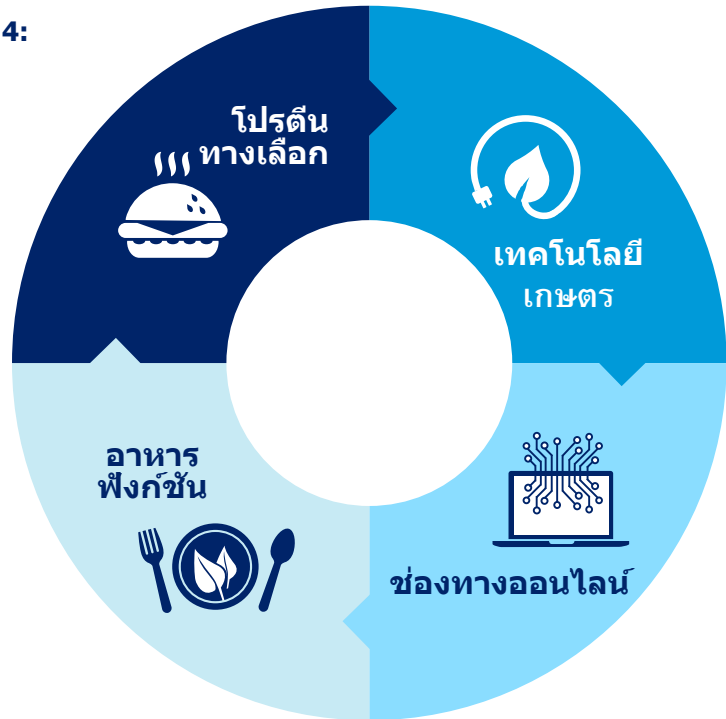 4:
โปรตีน
ทางเลือก
เทคโนโลยี
เกษตร
อาหาร
ฟังก์ชัน
ช่องทางออนไลน์